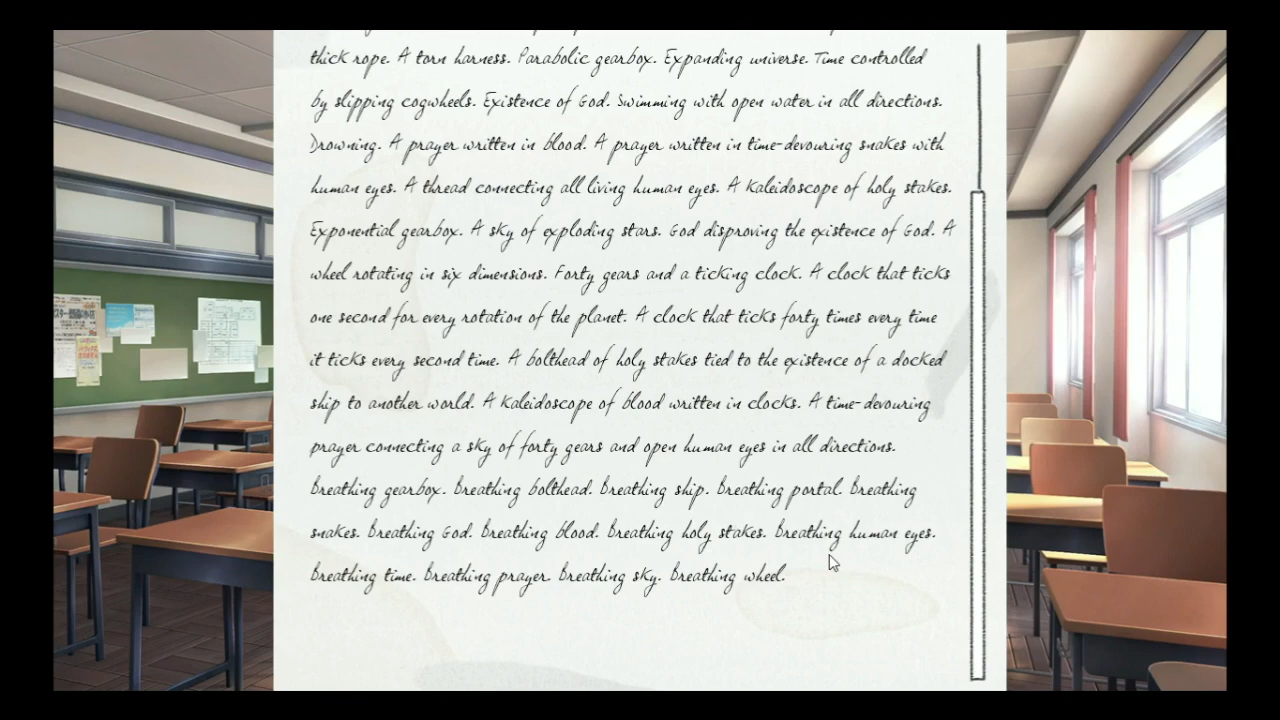 thick rope. A torn harness. Parabolic gearbox. Expanding universe. Time controlled
by slipping cogwheels. Existence of God. Swimming with open water in all directions.
Drowning. A prayer written in blood. A prayer written in time-devouring snakes with
human eyes. A thread connecting all living human eyes. A kaleidoscope of holy stakes.
Exponential gearbox. A sky of exploding stars. God disproving the existence of God. A
wheel rotating in six dimensions. Forty gears and a ticking clock. A clock that ticks
one second for every rotation of the planet. A clock that ticks forty times every time
it ticks every second time. A bolthead of holy stakes tied to the existence of a docked
ship to another world. A kaleidoscope of blood written in clocks. A time-devouring
prayer connecting a sky of forty gears and open human eyes in all directions.
Breathing gearbox. Breathing bolthead. Breathing ship. Breathing portal. Breathing
snakes. Breathing God. Breathing blood. Breathing holy stakes. Breathing human eyes.
Breathing time. Breathing prayer. Breathing sky. Breathing wheel.